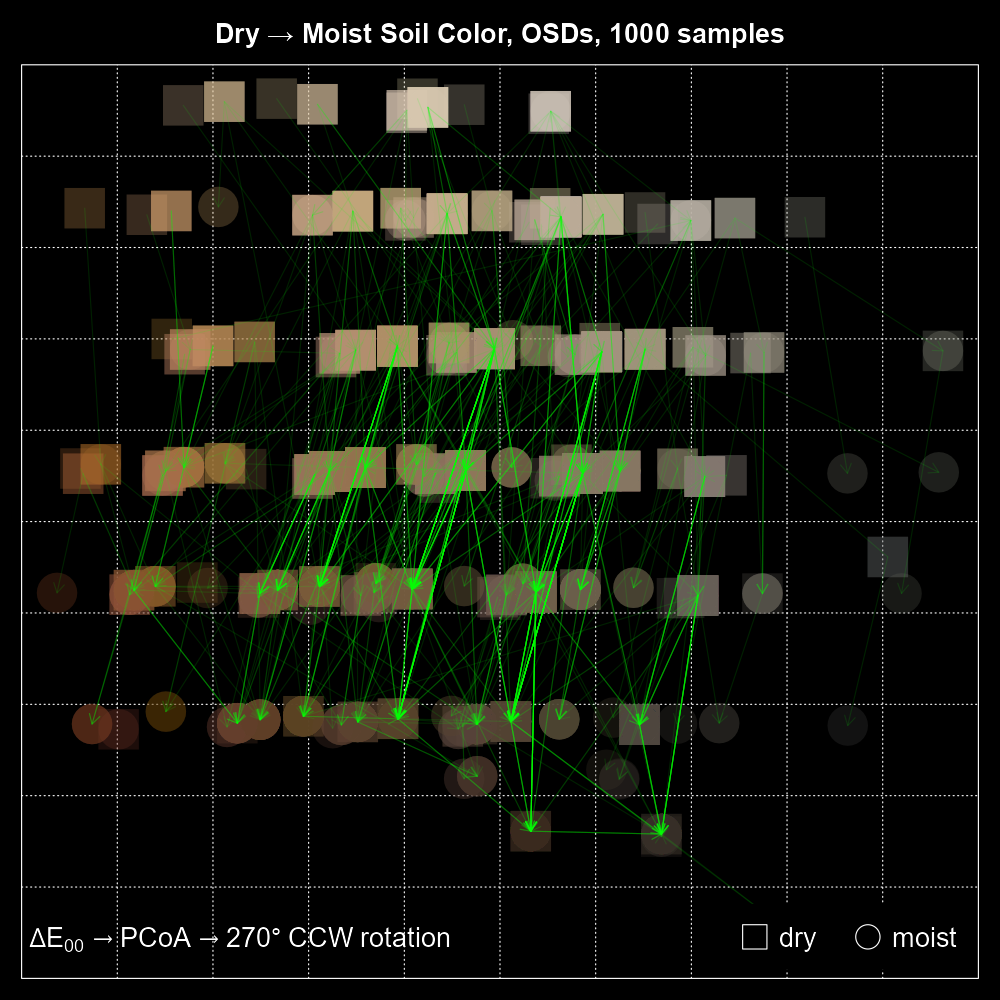 Dry → Moist Soil Color, OSDs, 1000 samples
ΔE₀₀ → PCoA → 270° CCW rotation
dry moist